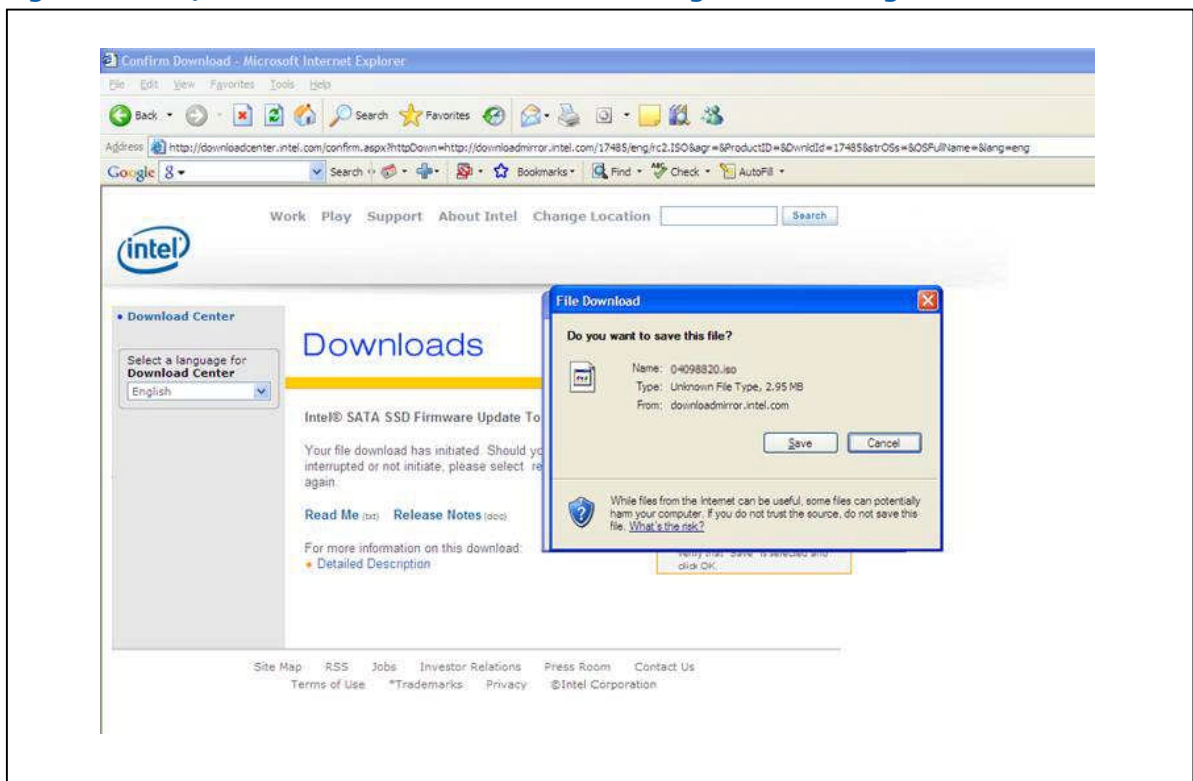 Confirm Download - Microsoft Internet Explorer
File Edit View Favorites Tools Help
Back Search Favorites
Address http://downloadcenter.intel.com/confirm.aspx?httpDown=http://downloadmirror.intel.com/17485/eng/rc2.ISO&agr=&ProductID=&DwnldId=17485&strOSs=&OSFullName=&lang=eng
Google Search Bookmarks Find Check AutoFill
Work Play Support About Intel Change Location Search
intel
Download Center
Select a language for
Download Center
English
Downloads
Intel® SATA SSD Firmware Update To
Your file download has initiated. Should yo
interrupted or not initiate, please select re
again.
Read Me (txt) Release Notes (doc)
For more information on this download:
Detailed Description
File Download
Do you want to save this file?
Name: 04098820.iso
Type: Unknown File Type, 2.95 MB
From: downloadmirror.intel.com
Save Cancel
While files from the Internet can be useful, some files can potentially
harm your computer. If you do not trust the source, do not save this
file. What's the risk?
verify that "Save" is selected and
click OK.
Site Map RSS Jobs Investor Relations Press Room Contact Us
Terms of Use *Trademarks Privacy ©Intel Corporation